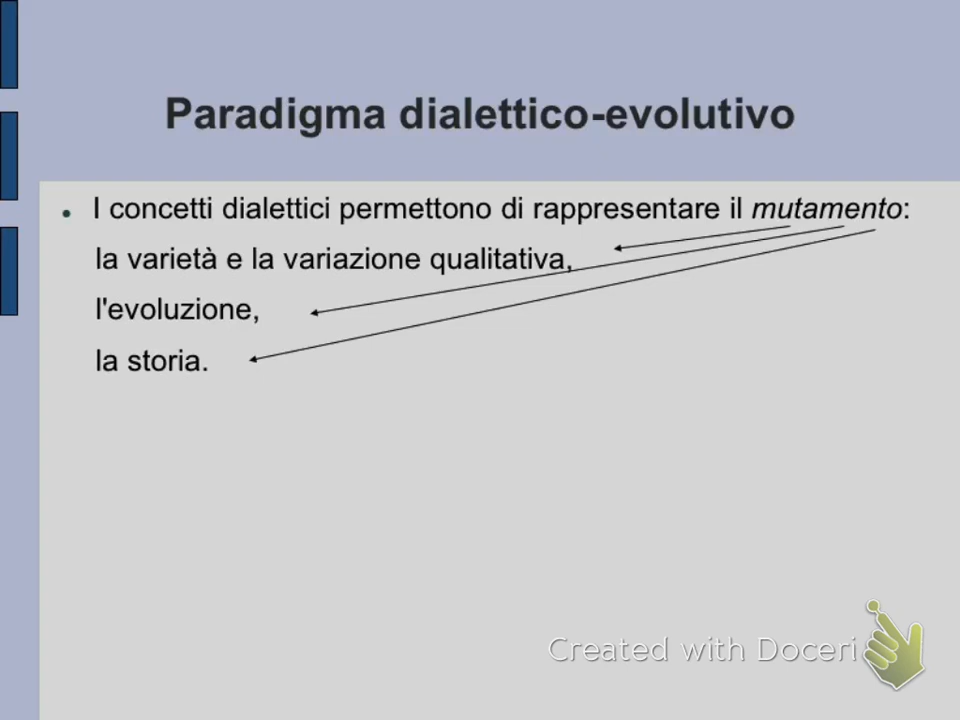 Paradigma dialettico-evolutivo
I concetti dialettici permettono di rappresentare il mutamento:
la varietà e la variazione qualitativa,
l'evoluzione,
la storia.
Created with Doceri